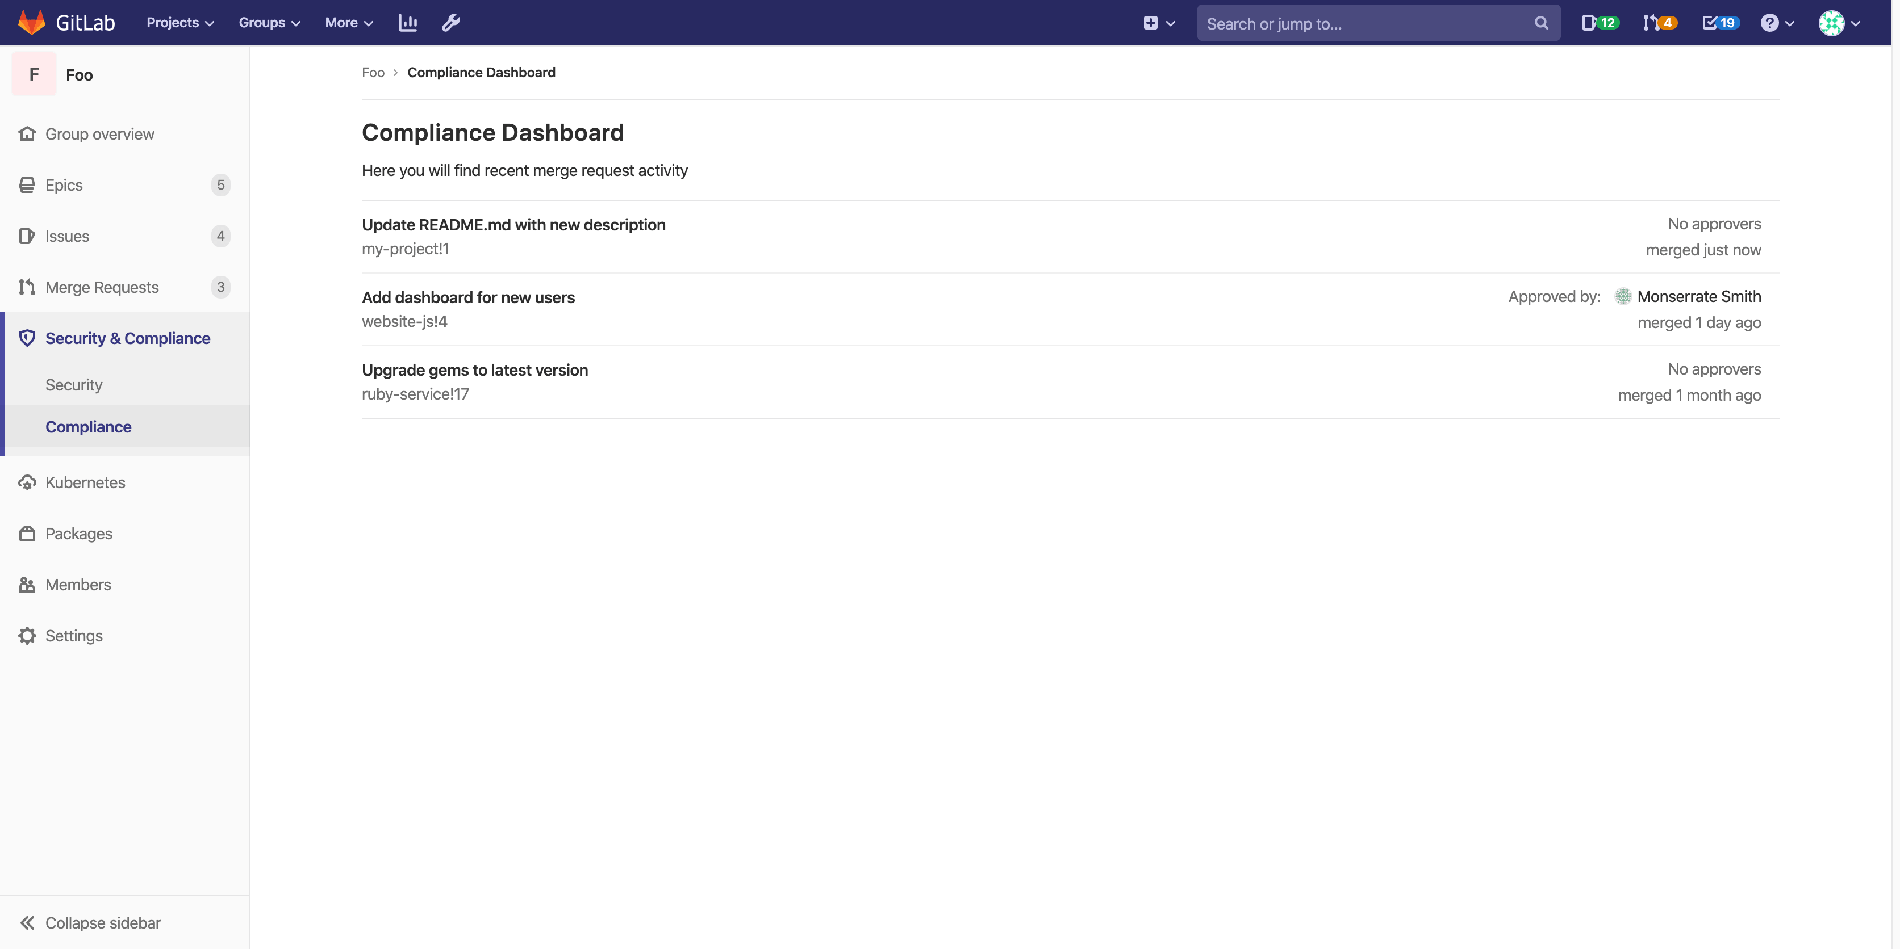 GitLab Projects Groups More Search or jump to... 12 4 19
F Foo
Group overview
Epics 5
Issues 4
Merge Requests 3
Security & Compliance
Security
Compliance
Kubernetes
Packages
Members
Settings
Collapse sidebar
Foo › Compliance Dashboard
Compliance Dashboard
Here you will find recent merge request activity
Update README.md with new description No approvers
my-project!1 merged just now
Add dashboard for new users Approved by: Monserrate Smith
website-js!4 merged 1 day ago
Upgrade gems to latest version No approvers
ruby-service!17 merged 1 month ago